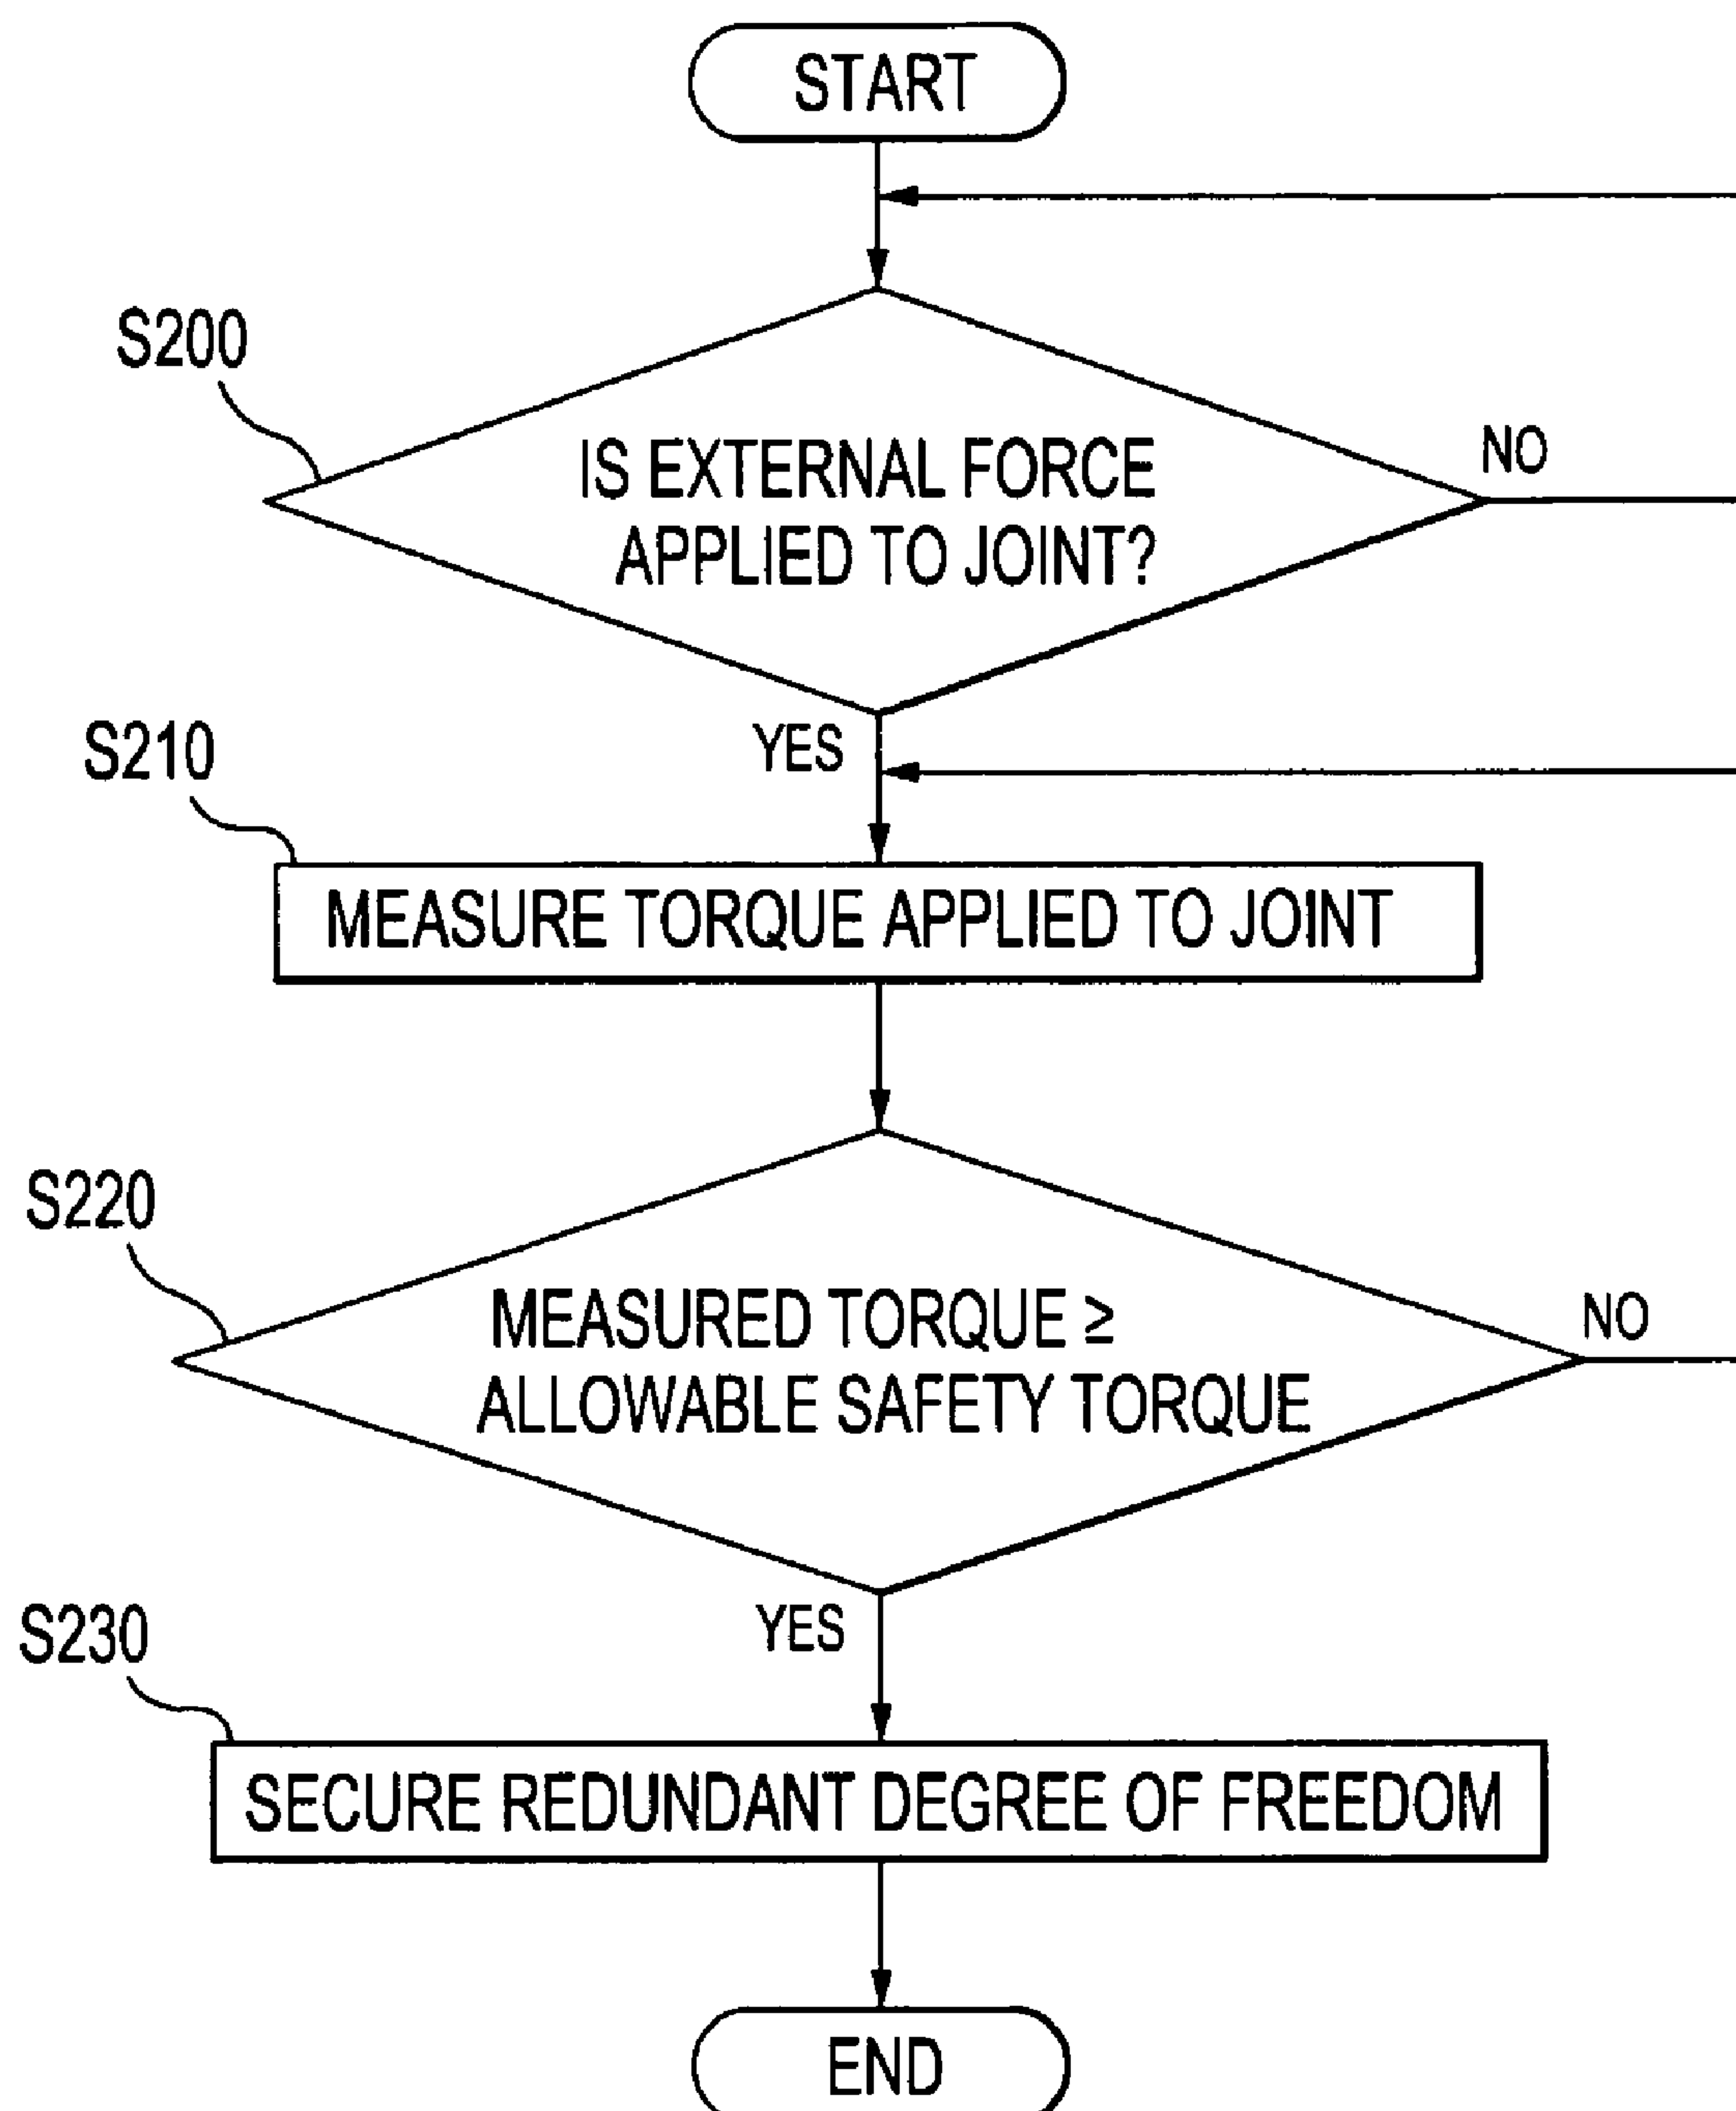 START
S200
IS EXTERNAL FORCE
APPLIED TO JOINT?
NO
YES
S210
MEASURE TORQUE APPLIED TO JOINT
S220
MEASURED TORQUE ≥
ALLOWABLE SAFETY TORQUE
NO
YES
S230
SECURE REDUNDANT DEGREE OF FREEDOM
END